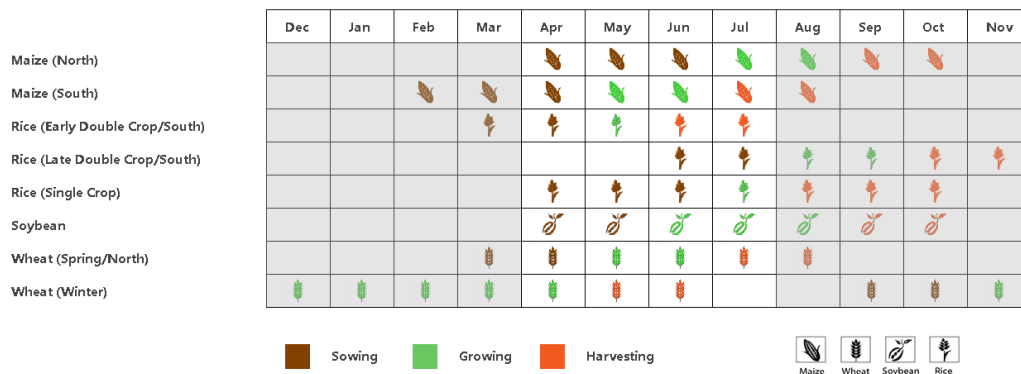 Dec Jan Feb Mar Apr May Jun Jul Aug Sep Oct Nov
Maize (North)
Maize (South)
Rice (Early Double Crop/South)
Rice (Late Double Crop/South)
Rice (Single Crop)
Soybean
Wheat (Spring/North)
Wheat (Winter)
Sowing Growing Harvesting
Maize Wheat Soybean Rice